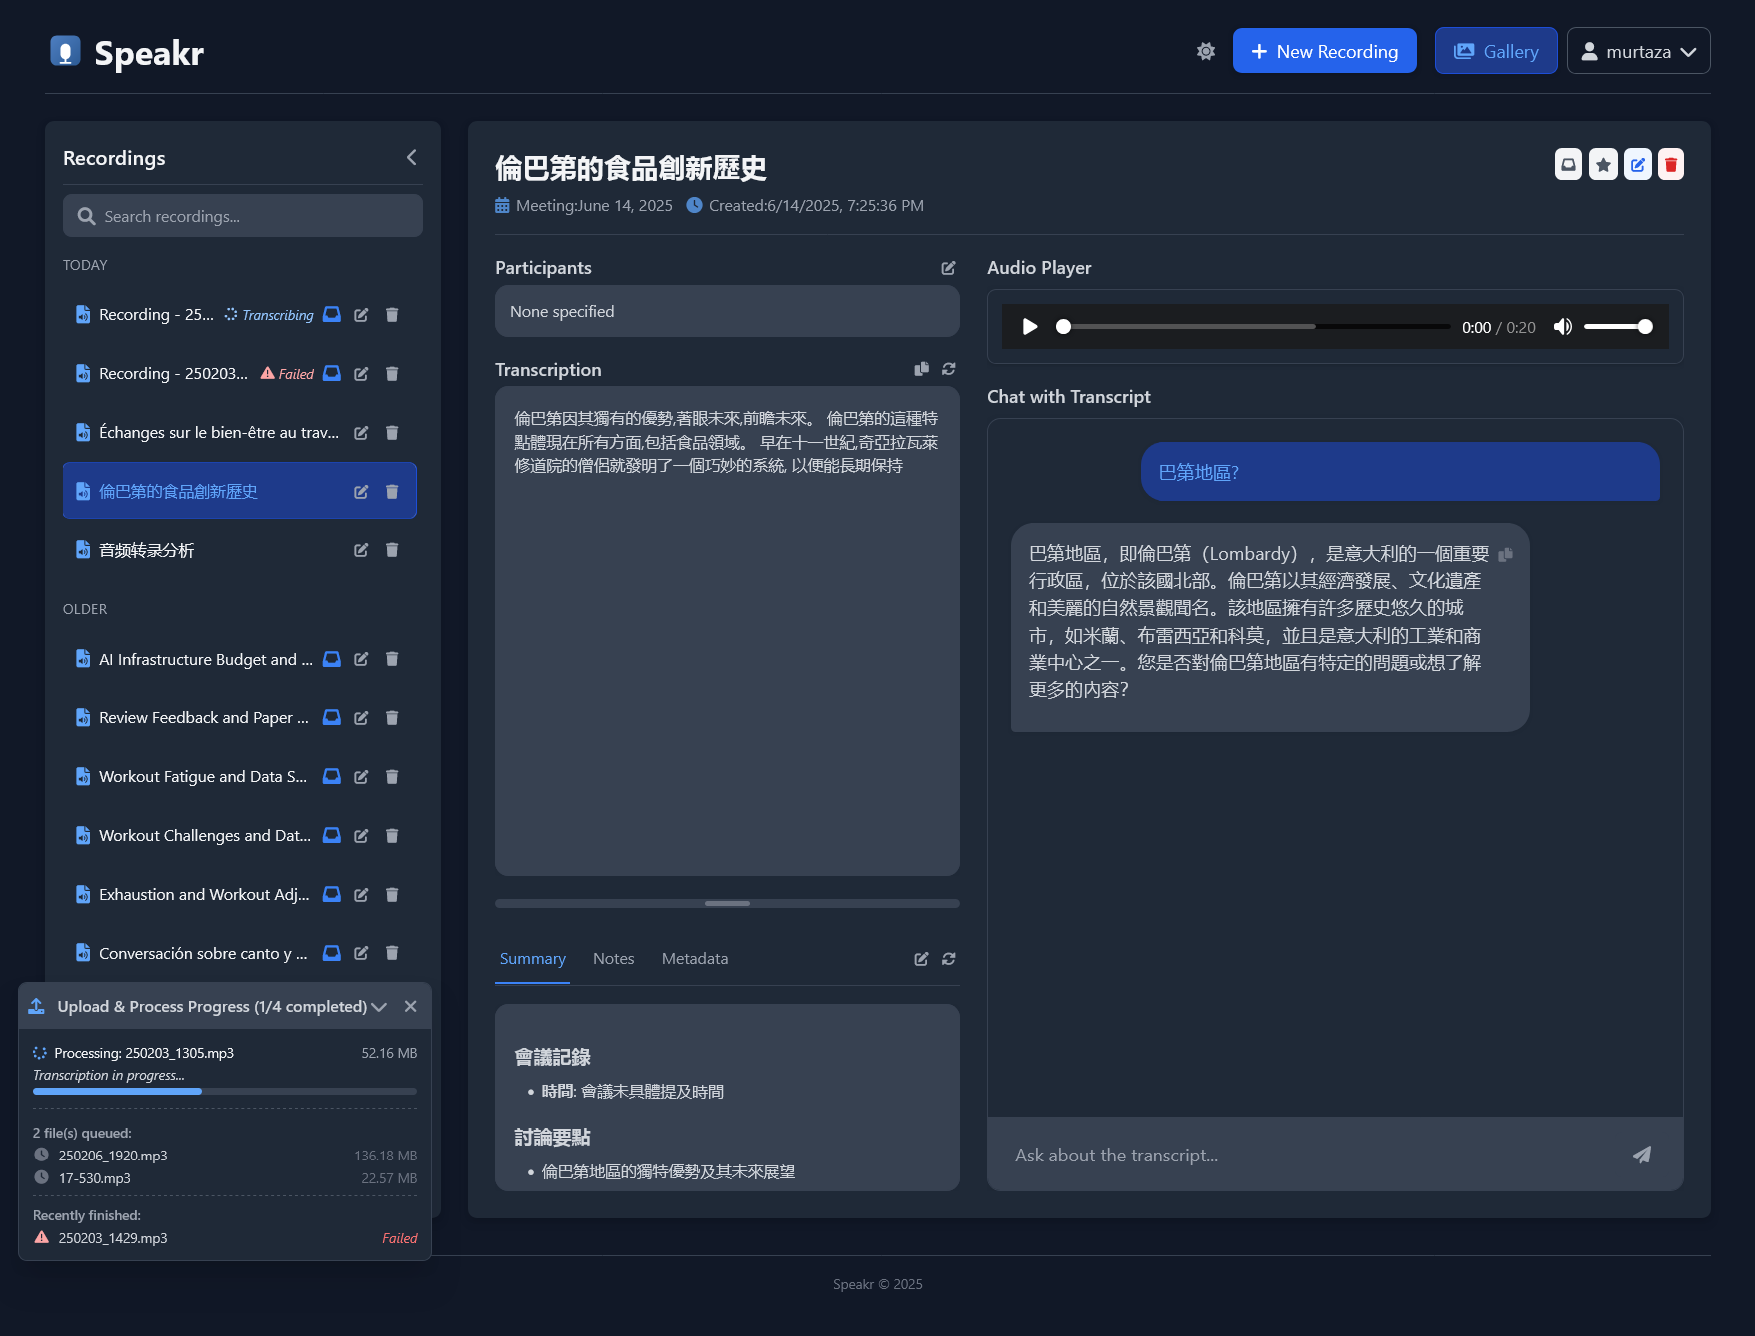 Speakr
New Recording
Gallery
murtaza
Recordings
Search recordings...
TODAY
Recording - 25... Transcribing
Recording - 250203... Failed
Échanges sur le bien-être au trav...
倫巴第的食品創新歷史
音频转录分析
OLDER
AI Infrastructure Budget and ...
Review Feedback and Paper ...
Workout Fatigue and Data S...
Workout Challenges and Dat...
Exhaustion and Workout Adj...
Conversación sobre canto y ...
Upload & Process Progress (1/4 completed)
Processing: 250203_1305.mp3 52.16 MB
Transcription in progress...
2 file(s) queued:
250206_1920.mp3 136.18 MB
17-530.mp3 22.57 MB
Recently finished:
250203_1429.mp3 Failed
倫巴第的食品創新歷史
Meeting:June 14, 2025 Created:6/14/2025, 7:25:36 PM
Participants
None specified
Transcription
倫巴第因其獨有的優勢,著眼未來,前瞻未來。 倫巴第的這種特
點體現在所有方面,包括食品領域。 早在十一世紀,奇亞拉瓦萊
修道院的僧侶就發明了一個巧妙的系統, 以便能長期保持
Summary Notes Metadata
會議記錄
• 時間: 會議未具體提及時間
討論要點
• 倫巴第地區的獨特優勢及其未來展望
Audio Player
0:00 / 0:20
Chat with Transcript
巴第地區?
巴第地區，即倫巴第（Lombardy），是意大利的一個重要
行政區，位於該國北部。倫巴第以其經濟發展、文化遺產
和美麗的自然景觀聞名。該地區擁有許多歷史悠久的城
市，如米蘭、布雷西亞和科莫，並且是意大利的工業和商
業中心之一。您是否對倫巴第地區有特定的問題或想了解
更多的內容？
Ask about the transcript...
Speakr © 2025